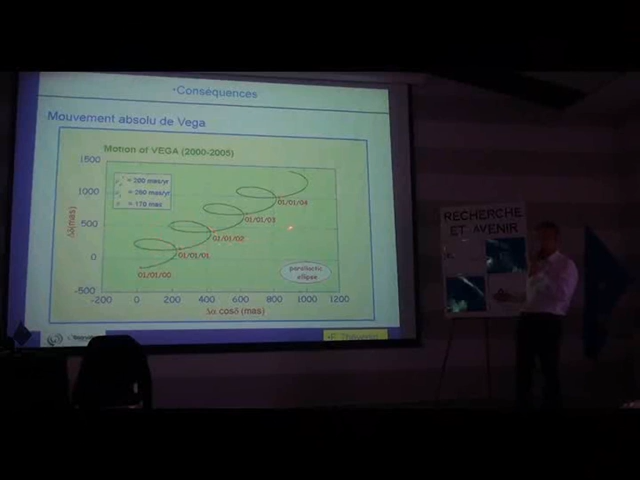 •Conséquences
Mouvement absolu de Vega
Motion of VEGA (2000-2005)
1500
1000
500
0
-500
= 200 mas/yr
= 280 mas/yr
= 170 mas
Δδ(mas)
01/01/00
01/01/01
01/01/02
01/01/03
01/01/04
parallactic
ellipse
-200 0 200 400 600 800 1000 1200
Δα cosδ (mas)
RECHERCHE
ET AVENIR